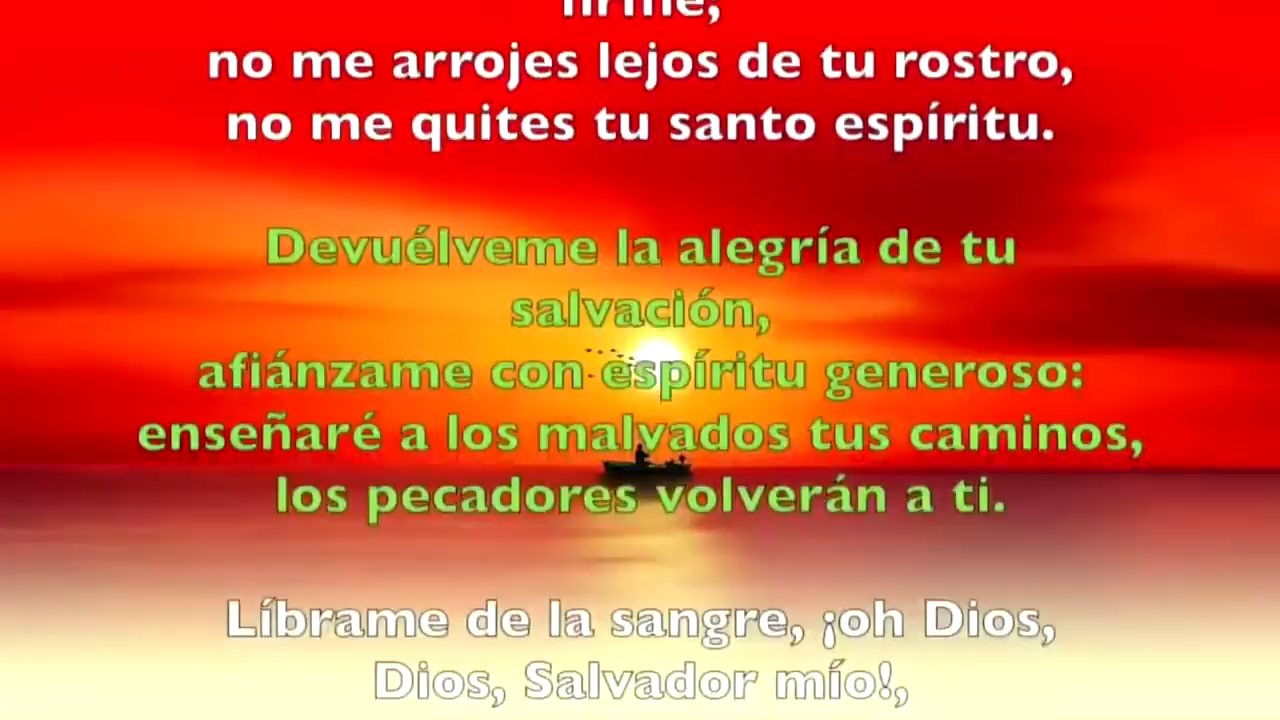 firme,
no me arrojes lejos de tu rostro,
no me quites tu santo espíritu.
Devuélveme la alegría de tu
salvación,
afiánzame con espíritu generoso:
enseñaré a los malvados tus caminos,
los pecadores volverán a ti.
Líbrame de la sangre, ¡oh Dios,
Dios, Salvador mío!,